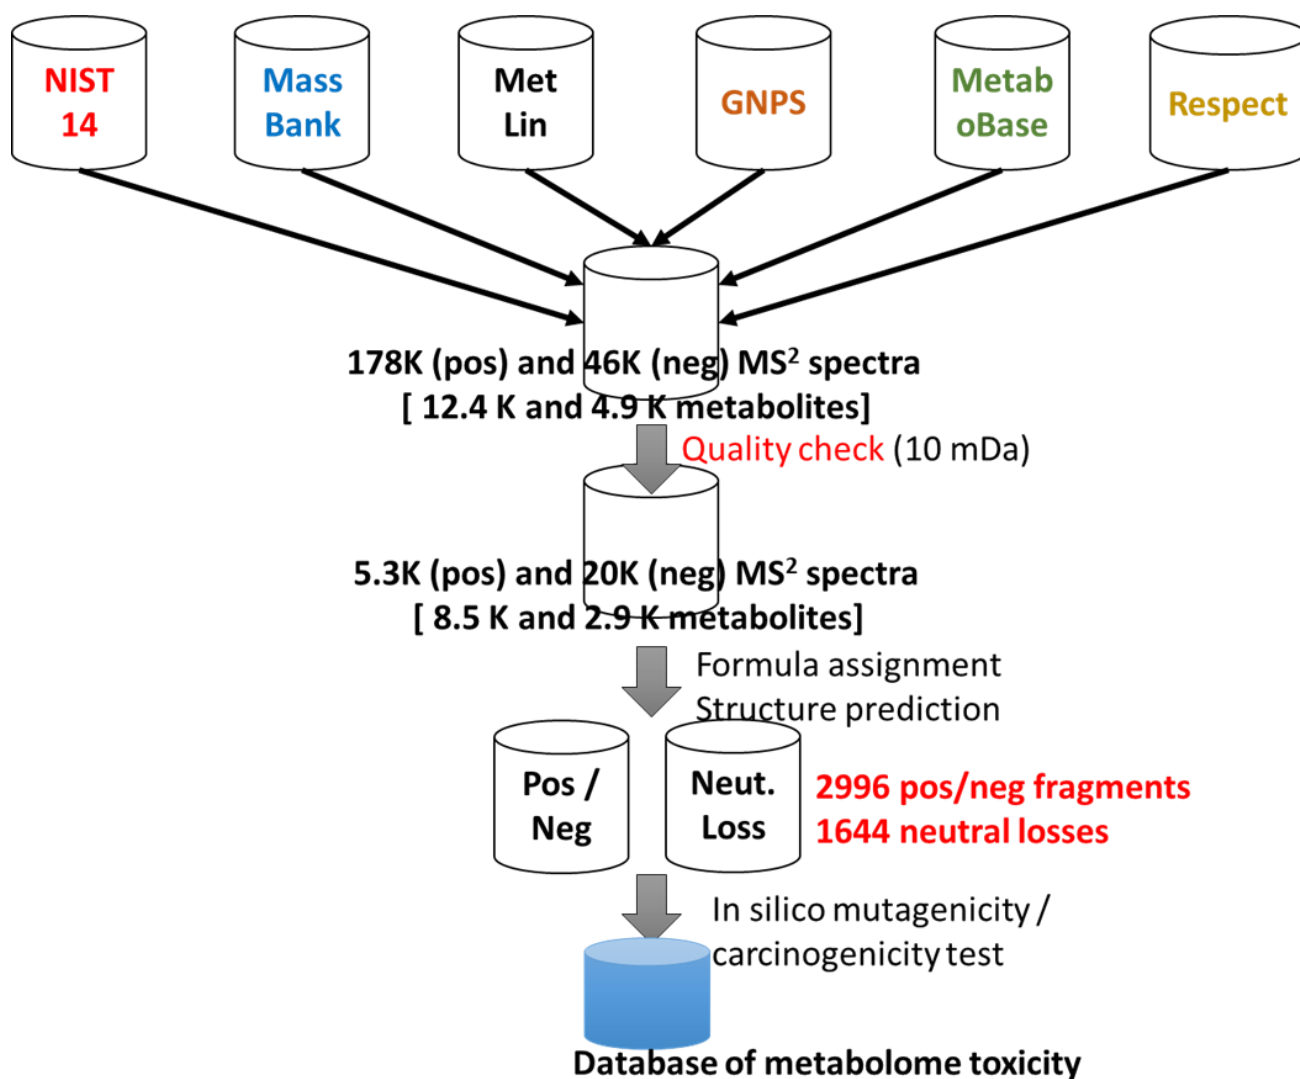 NIST
14
Mass
Bank
Met
Lin
GNPS
Metab
oBase
Respect
178K (pos) and 46K (neg) MS² spectra
[ 12.4 K and 4.9 K metabolites]
Quality check (10 mDa)
5.3K (pos) and 20K (neg) MS² spectra
[ 8.5 K and 2.9 K metabolites]
Formula assignment
Structure prediction
Pos /
Neg
Neut.
Loss
2996 pos/neg fragments
1644 neutral losses
In silico mutagenicity /
carcinogenicity test
Database of metabolome toxicity